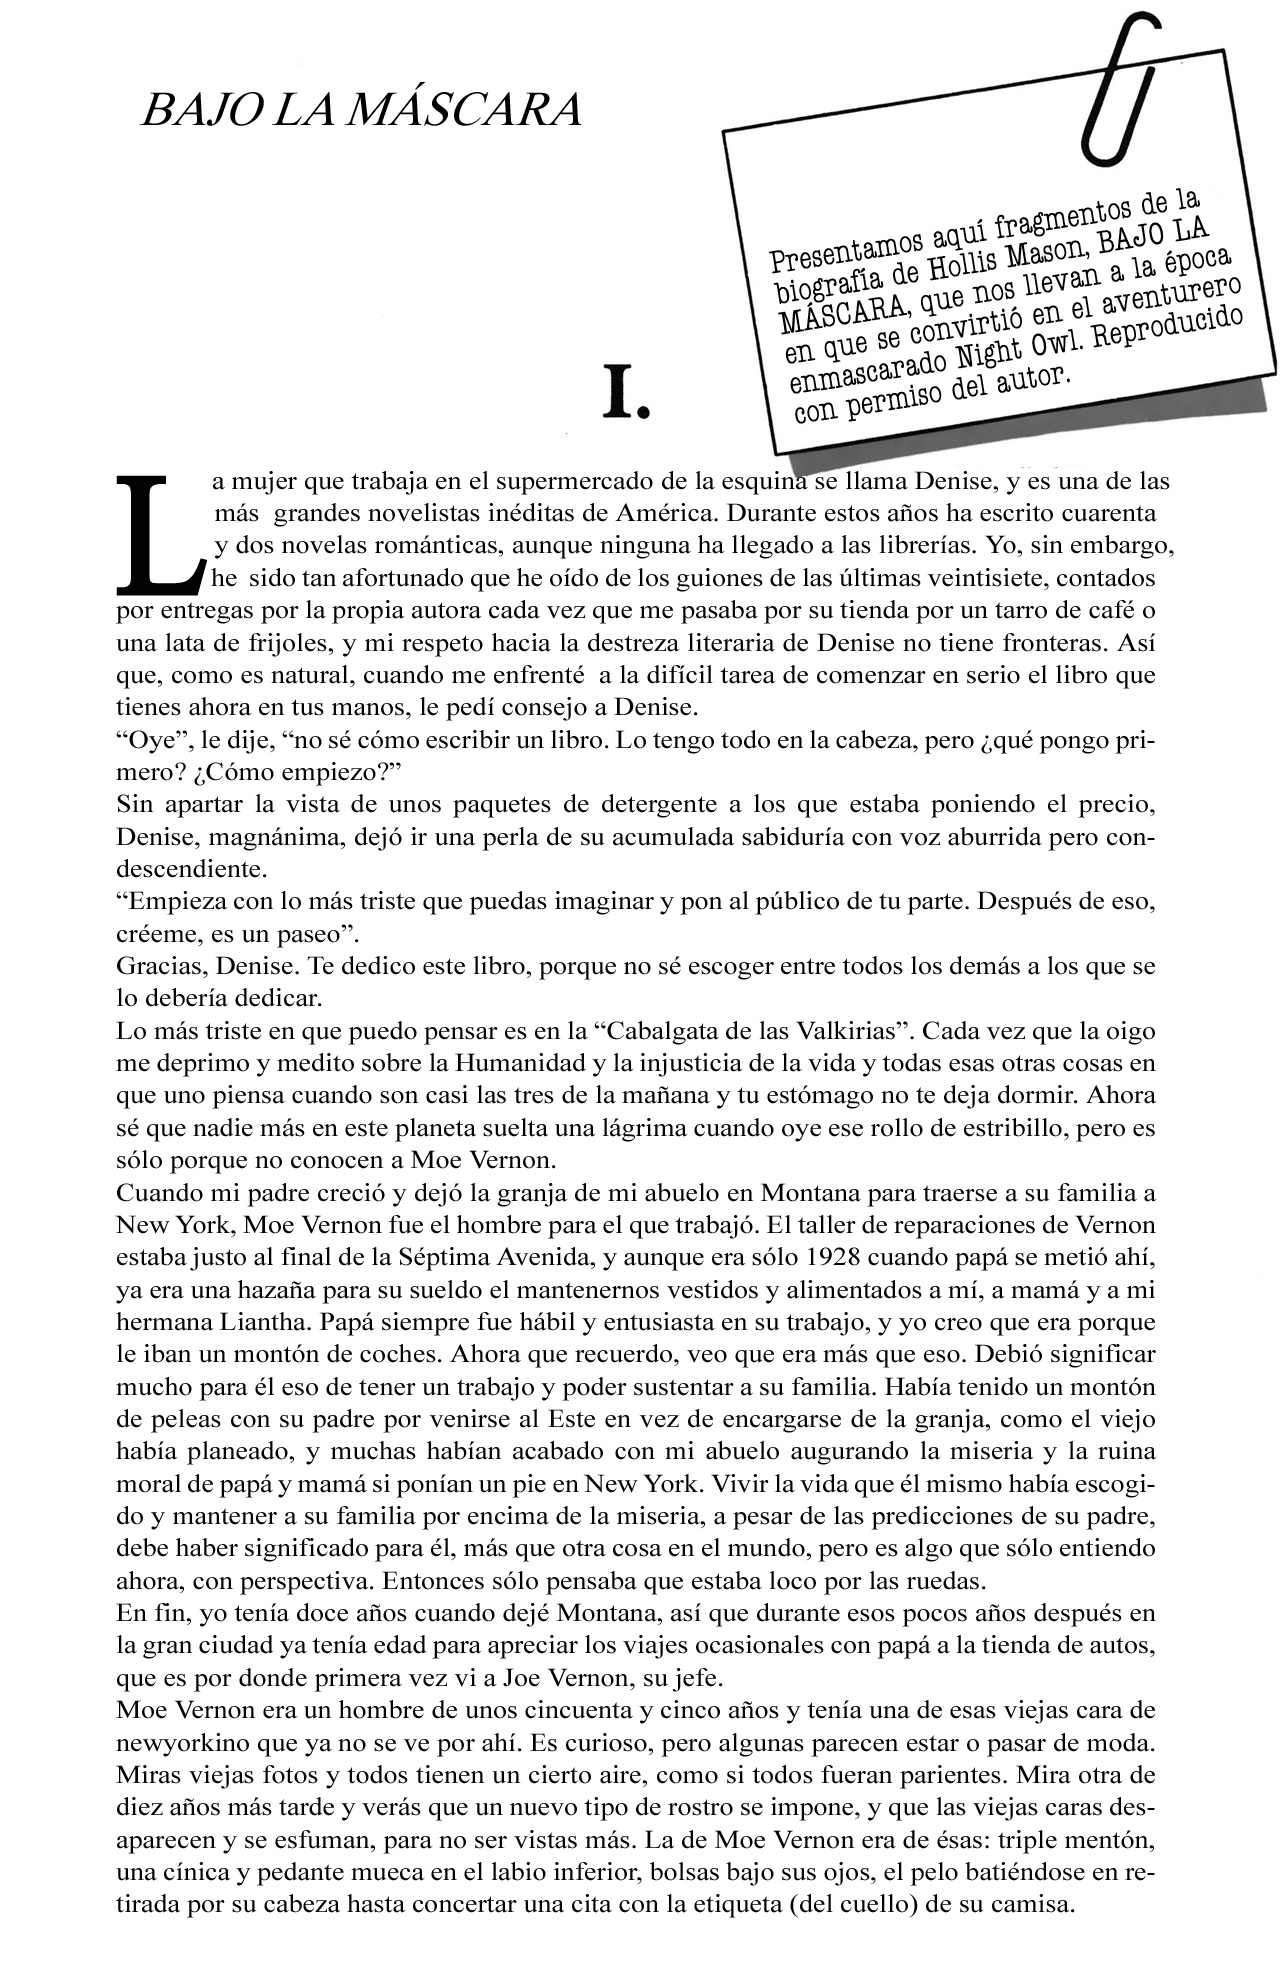 BAJO LA MÁSCARA
Presentamos aquí fragmentos de la
biografía de Hollis Mason, BAJO LA
MÁSCARA, que nos llevan a la época
en que se convirtió en el aventurero
enmascarado Night Owl. Reproducido
con permiso del autor.
I.
La mujer que trabaja en el supermercado de la esquina se llama Denise, y es una de las
más grandes novelistas inéditas de América. Durante estos años ha escrito cuarenta
y dos novelas románticas, aunque ninguna ha llegado a las librerías. Yo, sin embargo,
he sido tan afortunado que he oído de los guiones de las últimas veintisiete, contados
por entregas por la propia autora cada vez que me pasaba por su tienda por un tarro de café o
una lata de frijoles, y mi respeto hacia la destreza literaria de Denise no tiene fronteras. Así
que, como es natural, cuando me enfrenté a la difícil tarea de comenzar en serio el libro que
tienes ahora en tus manos, le pedí consejo a Denise.
“Oye”, le dije, “no sé cómo escribir un libro. Lo tengo todo en la cabeza, pero ¿qué pongo pri-
mero? ¿Cómo empiezo?”
Sin apartar la vista de unos paquetes de detergente a los que estaba poniendo el precio,
Denise, magnánima, dejó ir una perla de su acumulada sabiduría con voz aburrida pero con-
descendiente.
“Empieza con lo más triste que puedas imaginar y pon al público de tu parte. Después de eso,
créeme, es un paseo”.
Gracias, Denise. Te dedico este libro, porque no sé escoger entre todos los demás a los que se
lo debería dedicar.
Lo más triste en que puedo pensar es en la “Cabalgata de las Valkirias”. Cada vez que la oigo
me deprimo y medito sobre la Humanidad y la injusticia de la vida y todas esas otras cosas en
que uno piensa cuando son casi las tres de la mañana y tu estómago no te deja dormir. Ahora
sé que nadie más en este planeta suelta una lágrima cuando oye ese rollo de estribillo, pero es
sólo porque no conocen a Moe Vernon.
Cuando mi padre creció y dejó la granja de mi abuelo en Montana para traerse a su familia a
New York, Moe Vernon fue el hombre para el que trabajó. El taller de reparaciones de Vernon
estaba justo al final de la Séptima Avenida, y aunque era sólo 1928 cuando papá se metió ahí,
ya era una hazaña para su sueldo el mantenernos vestidos y alimentados a mí, a mamá y a mi
hermana Liantha. Papá siempre fue hábil y entusiasta en su trabajo, y yo creo que era porque
le iban un montón de coches. Ahora que recuerdo, veo que era más que eso. Debió significar
mucho para él eso de tener un trabajo y poder sustentar a su familia. Había tenido un montón
de peleas con su padre por venirse al Este en vez de encargarse de la granja, como el viejo
había planeado, y muchas habían acabado con mi abuelo augurando la miseria y la ruina
moral de papá y mamá si ponían un pie en New York. Vivir la vida que él mismo había escogi-
do y mantener a su familia por encima de la miseria, a pesar de las predicciones de su padre,
debe haber significado para él, más que otra cosa en el mundo, pero es algo que sólo entiendo
ahora, con perspectiva. Entonces sólo pensaba que estaba loco por las ruedas.
En fin, yo tenía doce años cuando dejé Montana, así que durante esos pocos años después en
la gran ciudad ya tenía edad para apreciar los viajes ocasionales con papá a la tienda de autos,
que es por donde primera vez vi a Joe Vernon, su jefe.
Moe Vernon era un hombre de unos cincuenta y cinco años y tenía una de esas viejas cara de
newyorkino que ya no se ve por ahí. Es curioso, pero algunas parecen estar o pasar de moda.
Miras viejas fotos y todos tienen un cierto aire, como si todos fueran parientes. Mira otra de
diez años más tarde y verás que un nuevo tipo de rostro se impone, y que las viejas caras des-
aparecen y se esfuman, para no ser vistas más. La de Moe Vernon era de ésas: triple mentón,
una cínica y pedante mueca en el labio inferior, bolsas bajo sus ojos, el pelo batiéndose en re-
tirada por su cabeza hasta concertar una cita con la etiqueta (del cuello) de su camisa.